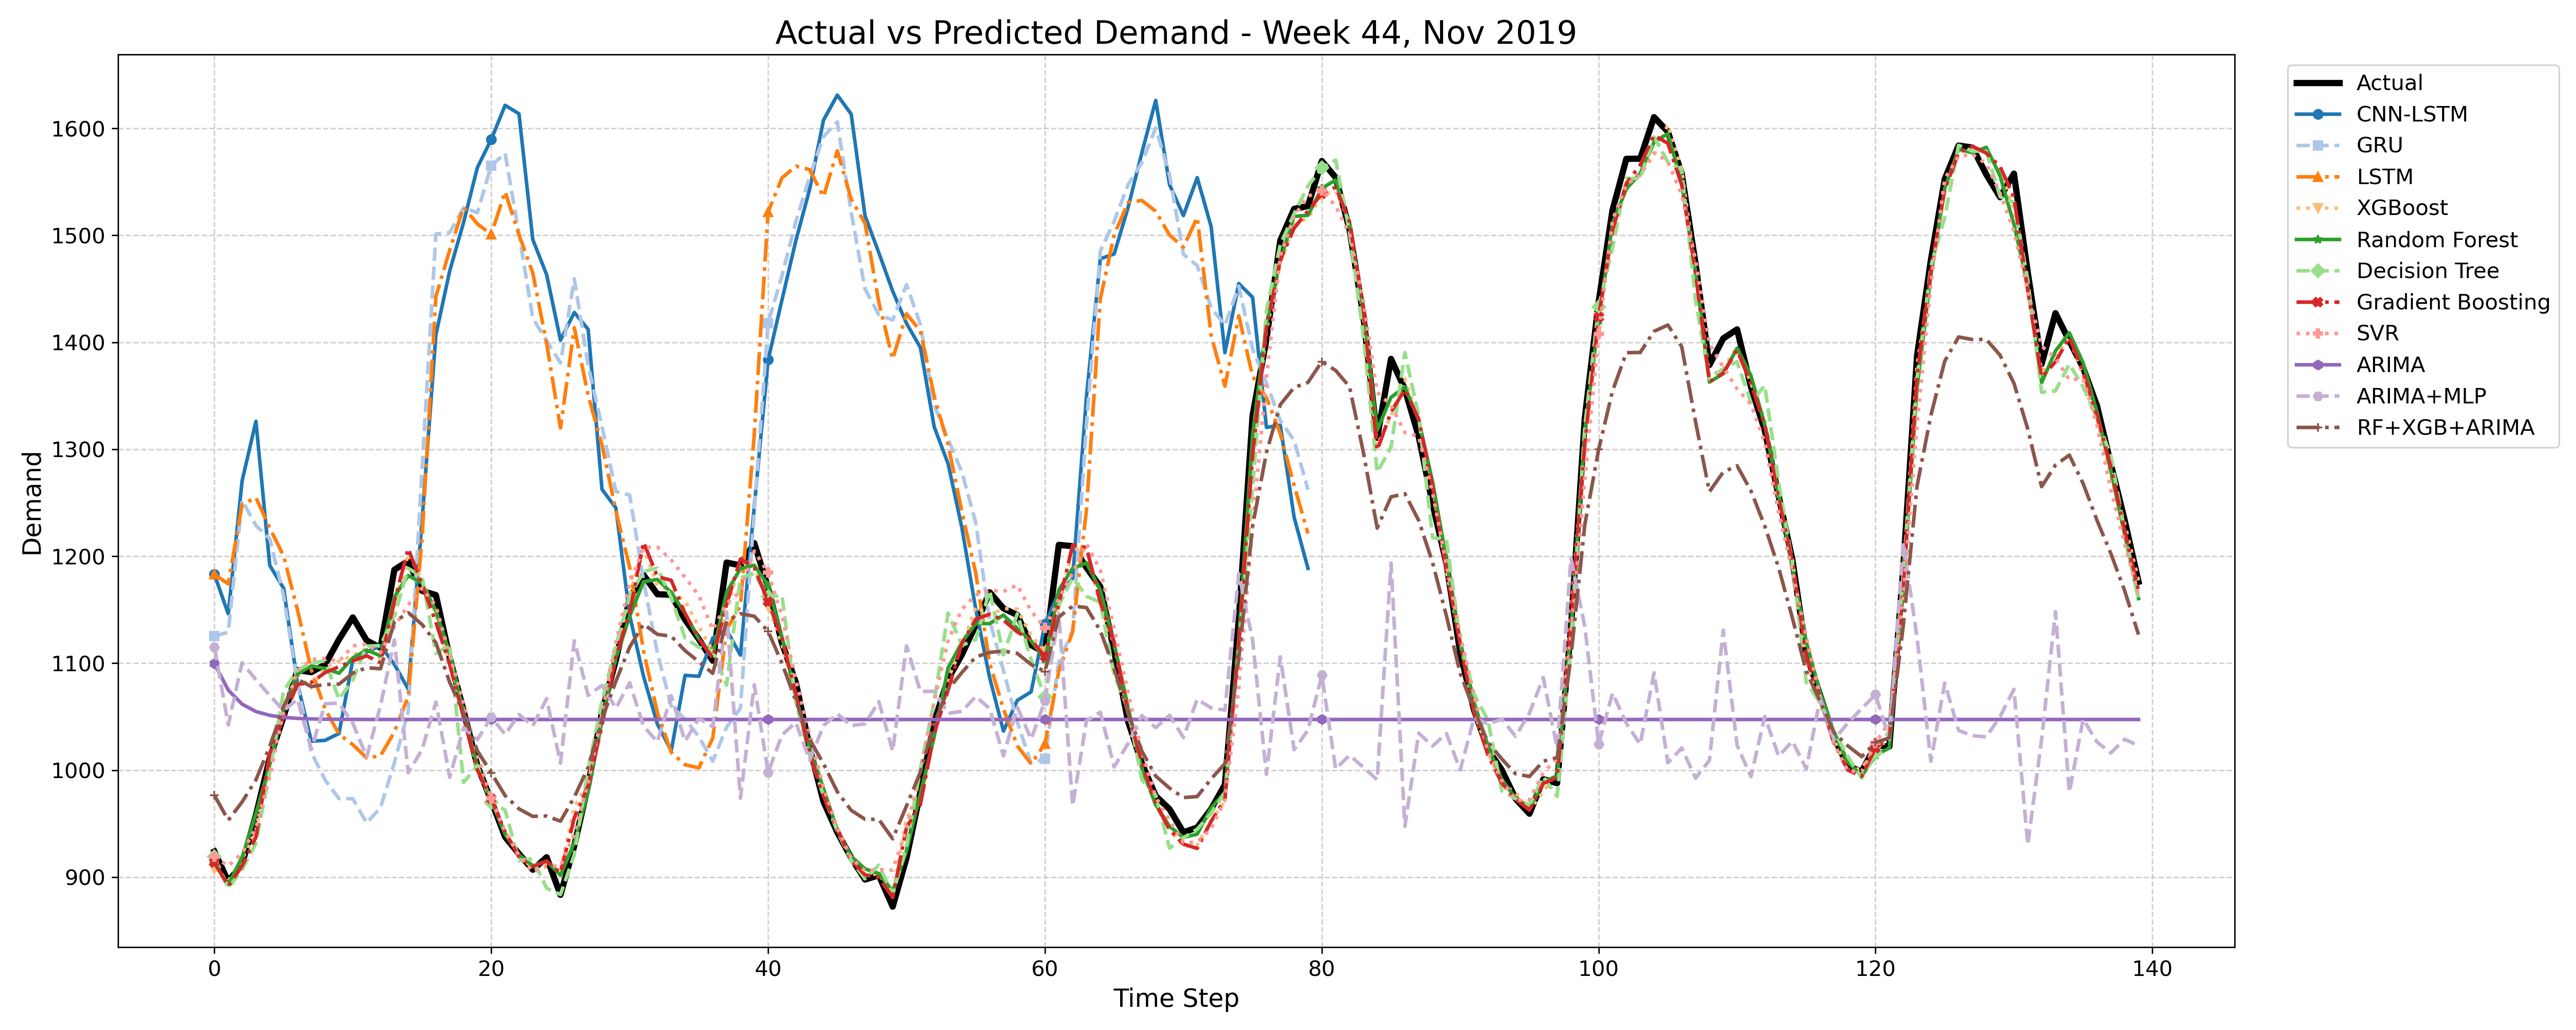 Actual vs Predicted Demand - Week 44, Nov 2019
Demand
1600
1500
1400
1300
1200
1100
1000
900
0 20 40 60 80 100 120 140
Time Step
Actual
CNN-LSTM
GRU
LSTM
XGBoost
Random Forest
Decision Tree
Gradient Boosting
SVR
ARIMA
ARIMA+MLP
RF+XGB+ARIMA